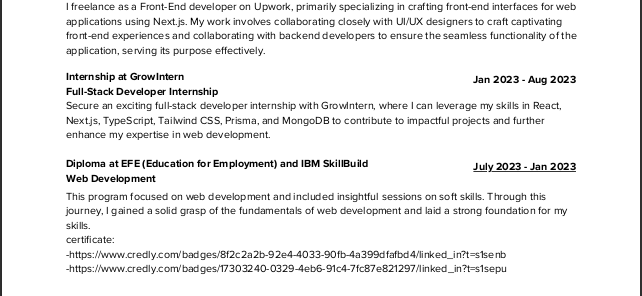 I freelance as a Front-End developer on Upwork, primarily specializing in crafting front-end interfaces for web
applications using Next.js. My work involves collaborating closely with UI/UX designers to craft captivating
front-end experiences and collaborating with backend developers to ensure the seamless functionality of the
application, serving its purpose effectively.
Internship at GrowIntern
Jan 2023 - Aug 2023
Full-Stack Developer Internship
Secure an exciting full-stack developer internship with GrowIntern, where I can leverage my skills in React,
Next.js, TypeScript, Tailwind CSS, Prisma, and MongoDB to contribute to impactful projects and further
enhance my expertise in web development.
Diploma at EFE (Education for Employment) and IBM SkillBuild
July 2023 - Jan 2023
Web Development
This program focused on web development and included insightful sessions on soft skills. Through this
journey, I gained a solid grasp of the fundamentals of web development and laid a strong foundation for my
skills.
certificate:
-https://www.credly.com/badges/8f2c2a2b-92e4-4033-90fb-4a399dfafbd4/linked_in?t=s1senb
-https://www.credly.com/badges/17303240-0329-4eb6-91c4-7fc87e821297/linked_in?t=s1sepu